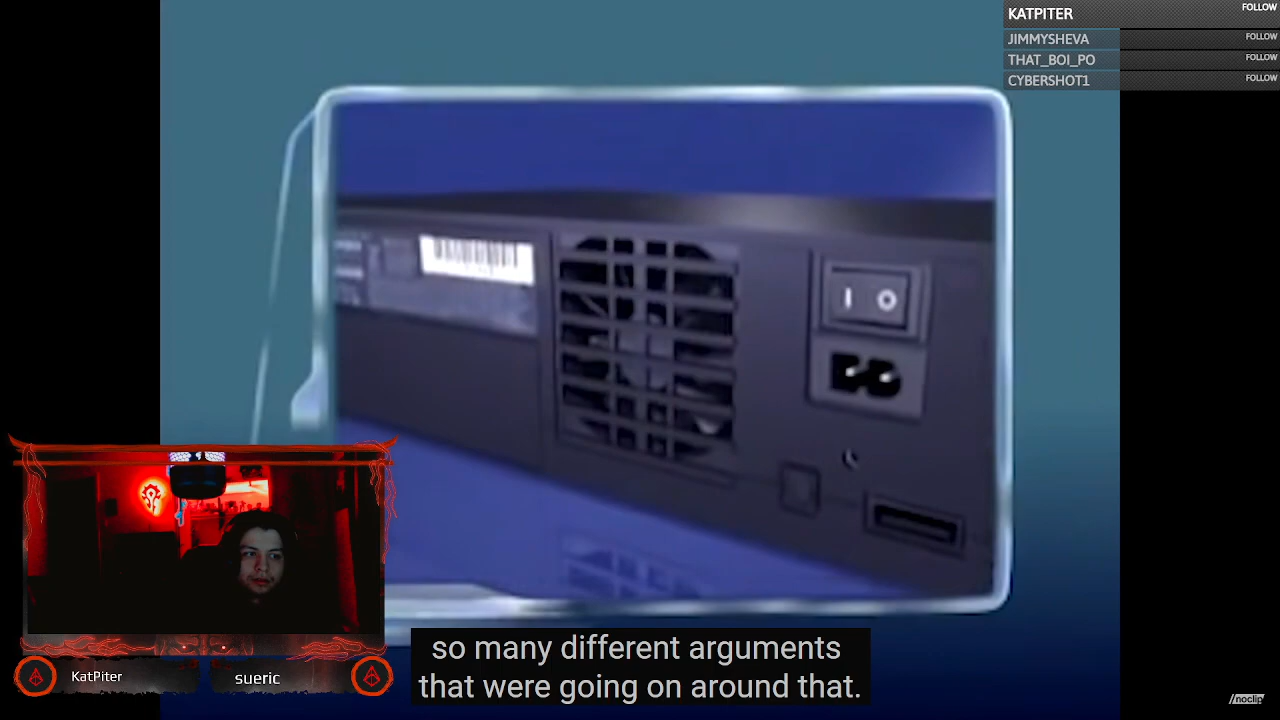 KATPITER
FOLLOW
JIMMYSHEVA
FOLLOW
THAT_BOI_PO
FOLLOW
CYBERSHOT1
FOLLOW
I O
KatPiter
sueric
so many different arguments
that were going on around that.
//noclip